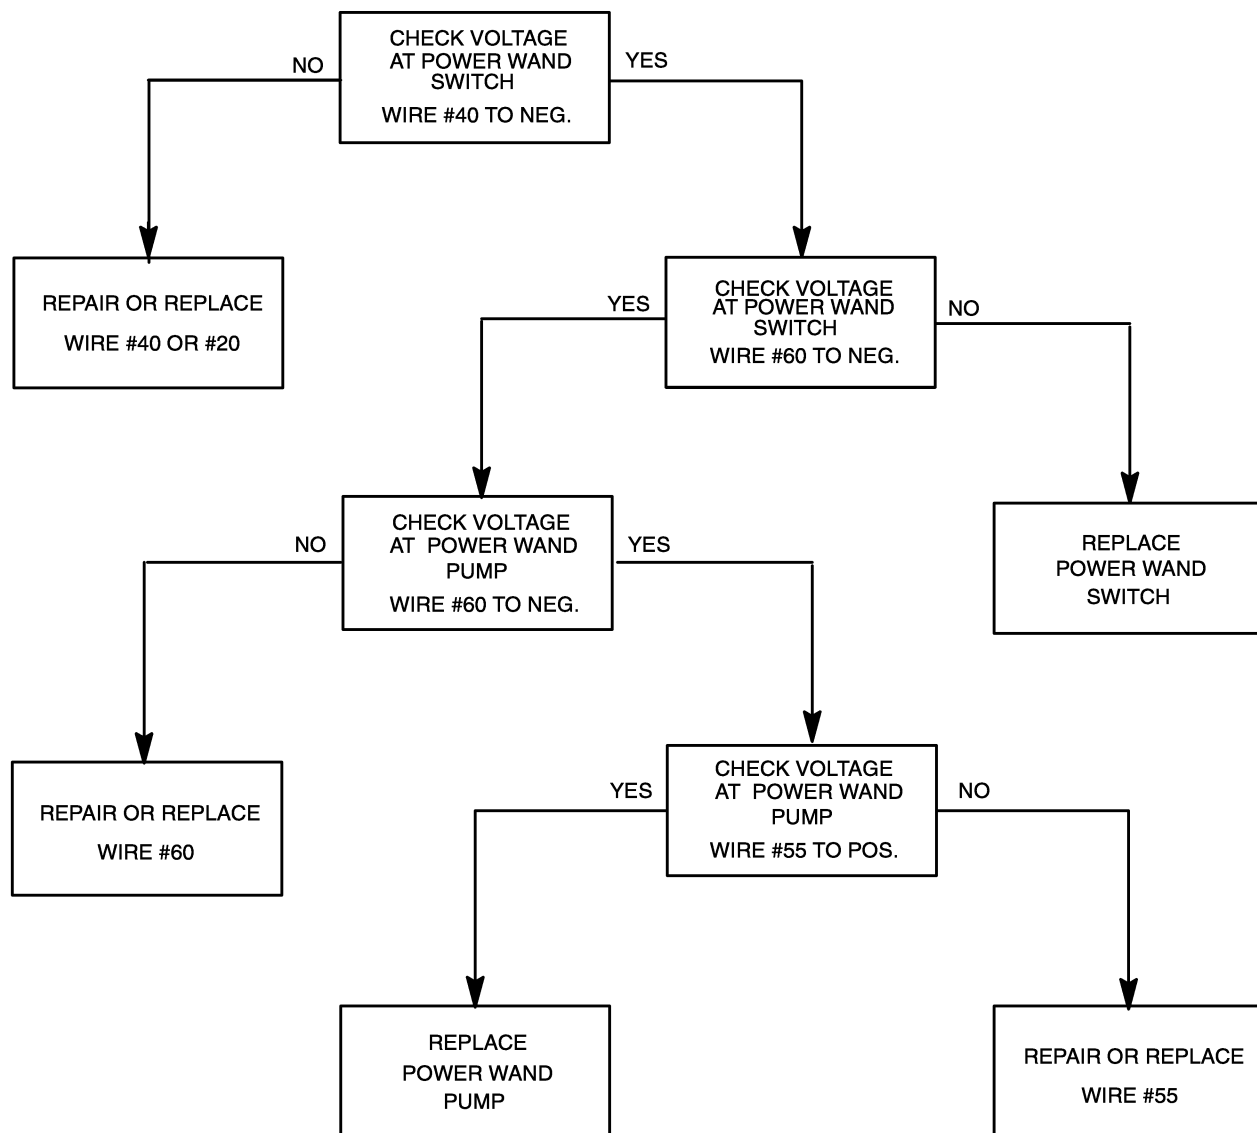 CHECK VOLTAGE
AT POWER WAND
SWITCH
WIRE #40 TO NEG.
NO
YES
REPAIR OR REPLACE
WIRE #40 OR #20
CHECK VOLTAGE
AT POWER WAND
SWITCH
WIRE #60 TO NEG.
YES
NO
CHECK VOLTAGE
AT POWER WAND
PUMP
WIRE #60 TO NEG.
NO
YES
REPLACE
POWER WAND
SWITCH
REPAIR OR REPLACE
WIRE #60
CHECK VOLTAGE
AT POWER WAND
PUMP
WIRE #55 TO POS.
YES
NO
REPLACE
POWER WAND
PUMP
REPAIR OR REPLACE
WIRE #55